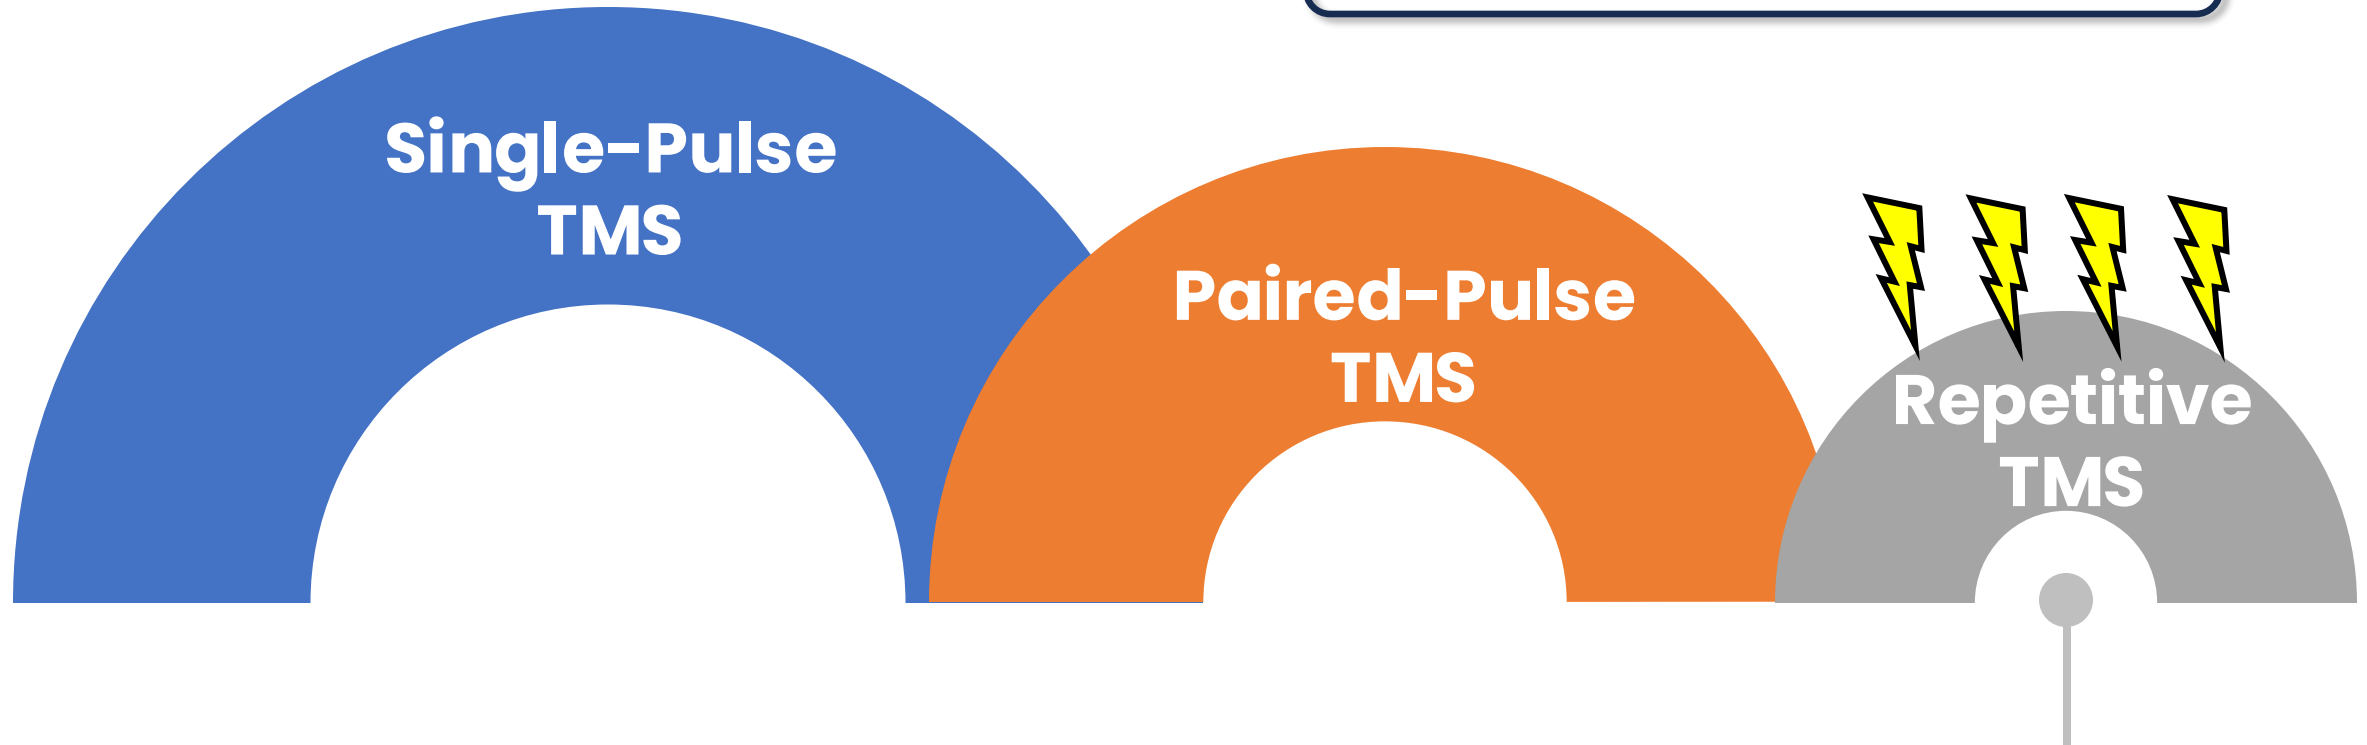 Single-Pulse
TMS
Paired-Pulse
TMS
Repetitive
TMS